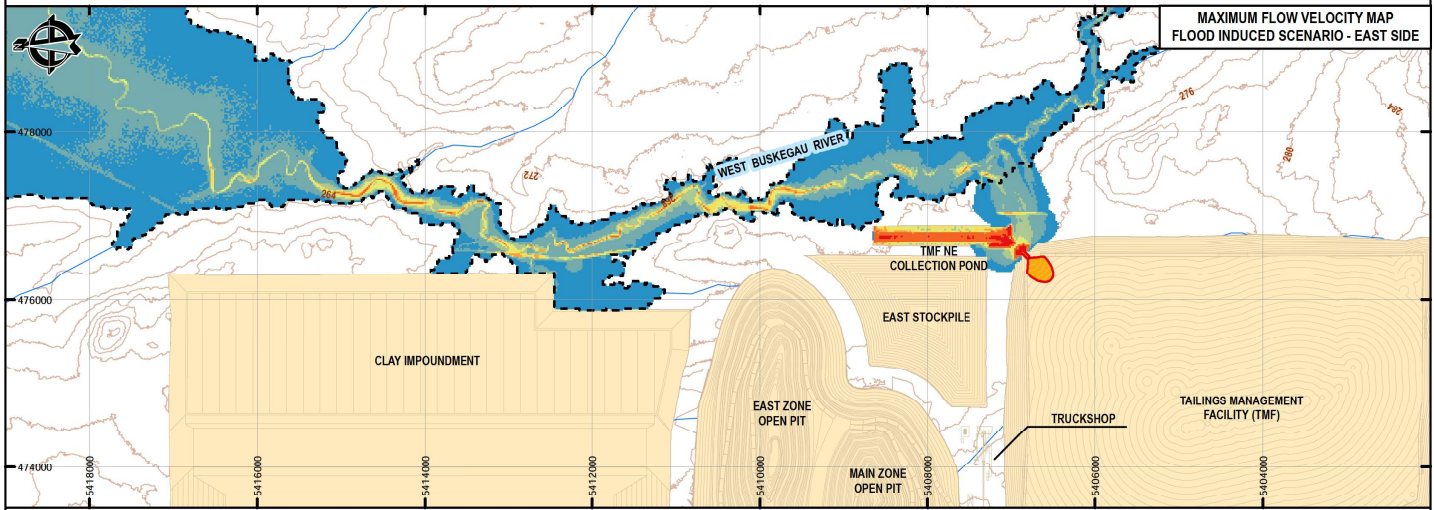 MAXIMUM FLOW VELOCITY MAP
FLOOD INDUCED SCENARIO - EAST SIDE
N
276
284
280
478000
WEST BUSKEGAU RIVER
272
264
TMF NE
COLLECTION POND
476000
EAST STOCKPILE
CLAY IMPOUNDMENT
EAST ZONE
OPEN PIT
TAILINGS MANAGEMENT
FACILITY (TMF)
TRUCKSHOP
MAIN ZONE
OPEN PIT
474000
5418000
5416000
5414000
5412000
5410000
5408000
5406000
5404000